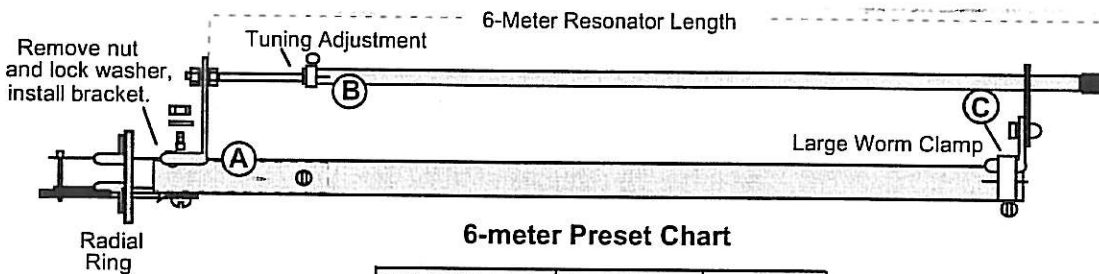 6-Meter Resonator Length
Tuning Adjustment
Remove nut
and lock washer,
install bracket.
B
C
A
Large Worm Clamp
Radial
Ring
6-meter Preset Chart